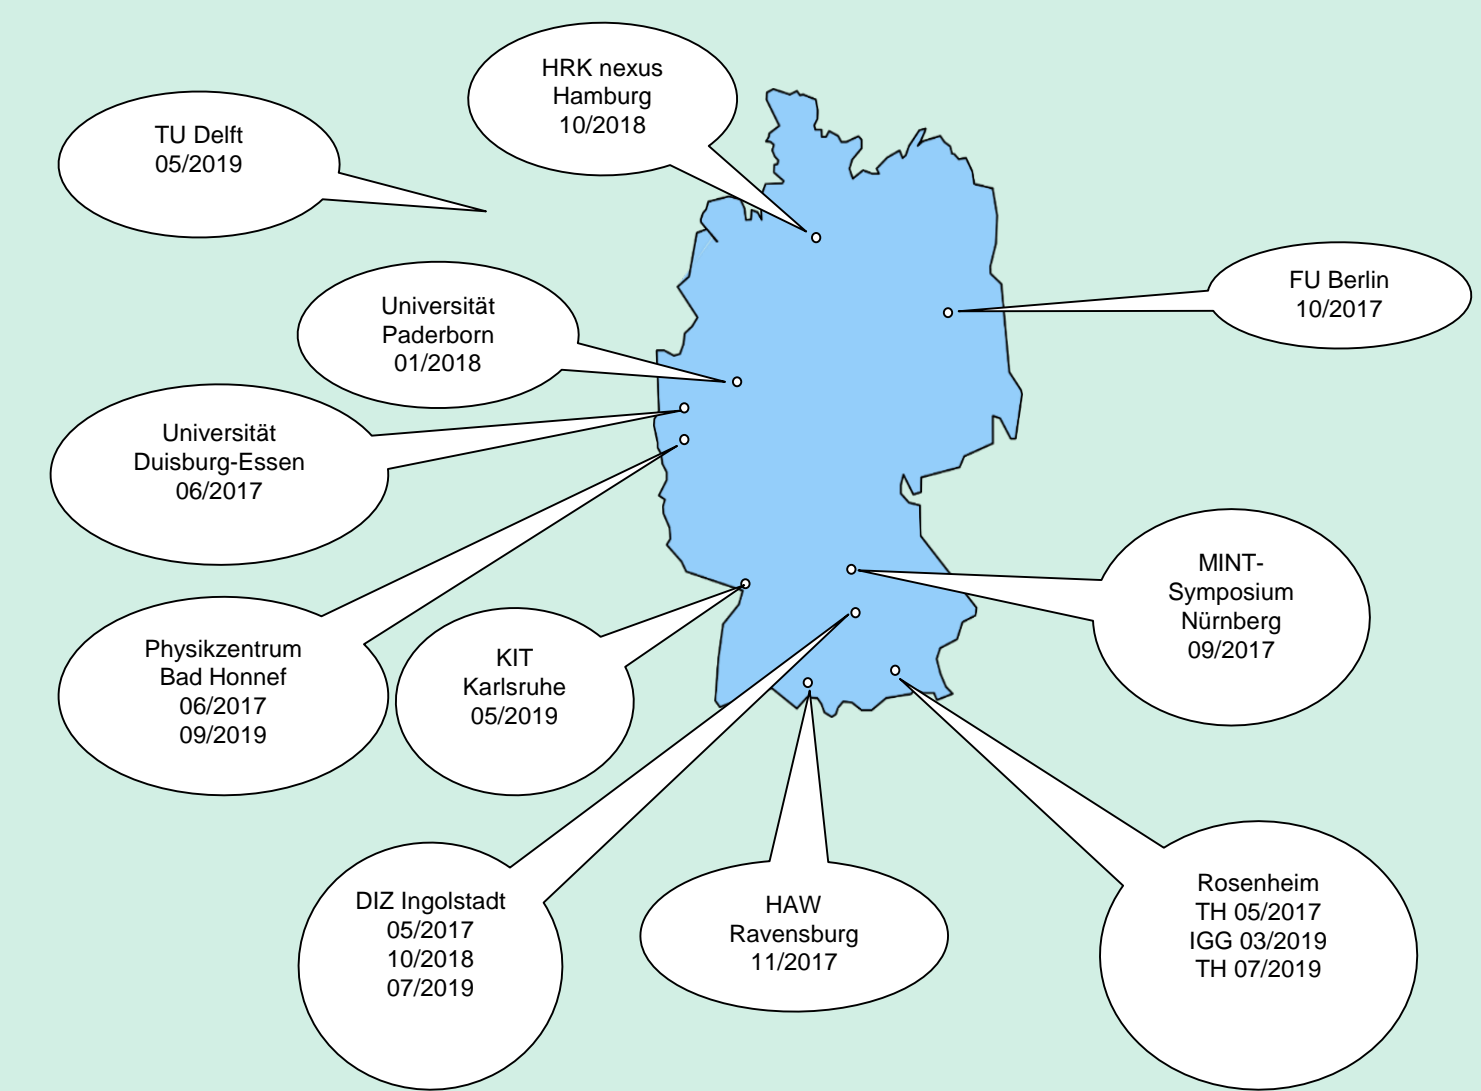 HRK nexus
Hamburg
10/2018
TU Delft
05/2019
FU Berlin
10/2017
Universität
Paderborn
01/2018
Universität
Duisburg-Essen
06/2017
MINT-
Symposium
Nürnberg
09/2017
Physikzentrum
Bad Honnef
06/2017
09/2019
KIT
Karlsruhe
05/2019
DIZ Ingolstadt
05/2017
10/2018
07/2019
HAW
Ravensburg
11/2017
Rosenheim
TH 05/2017
IGG 03/2019
TH 07/2019